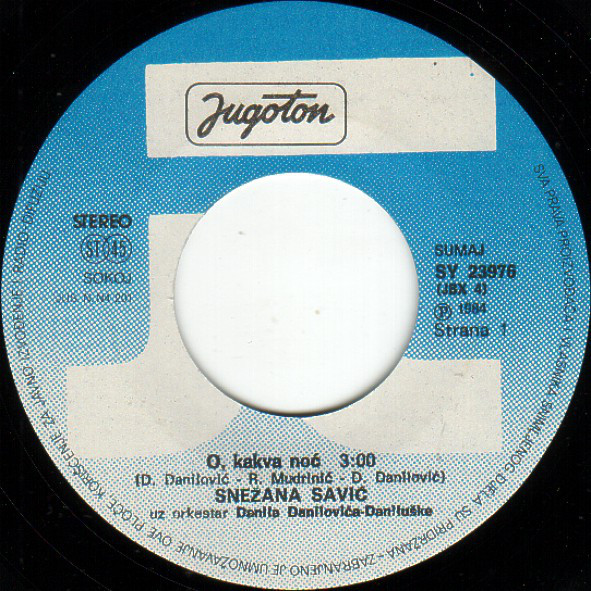 Jugoton
STEREO
ST 45
SOKOJ
JUS N. N4 201
SUMAJ
SY 23976
(JSX 4)
℗ 1984
Strana 1
O, kakva noć 3:00
(D. Danilović - R. Mudrinić - D. Danilović)
SNEŽANA SAVIĆ
uz orkestar Danila Danilovića-Daniluške
SVA PRAVA PROIZVOĐAČA I VLASNIKA SNIMLJENOG DJELA SU PRIDRŽANA - ZABRANJENO JE UMNOŽAVANJE OVE PLOČE, KORIŠĆENJE ZA JAVNO IZVOĐENJE I RADIO-DIFUZIJU